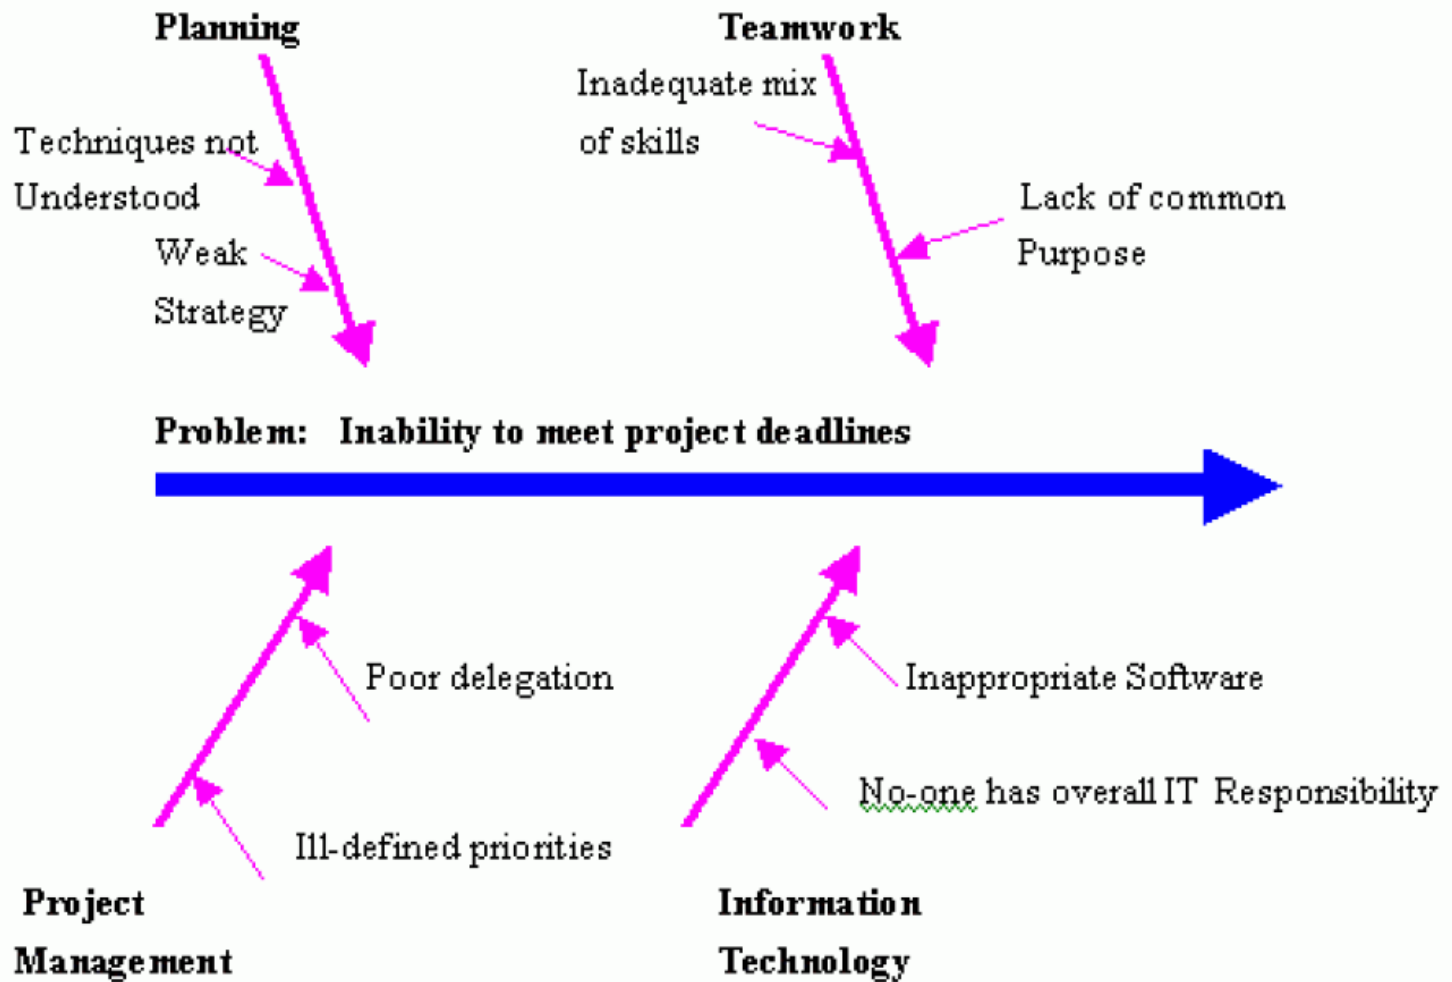 Planning
Teamwork
Inadequate mix
of skills
Techniques not
Understood
Lack of common
Purpose
Weak
Strategy
Problem: Inability to meet project deadlines
Poor delegation
Inappropriate Software
No-one has overall IT Responsibility
Ill-defined priorities
Project
Management
Information
Technology